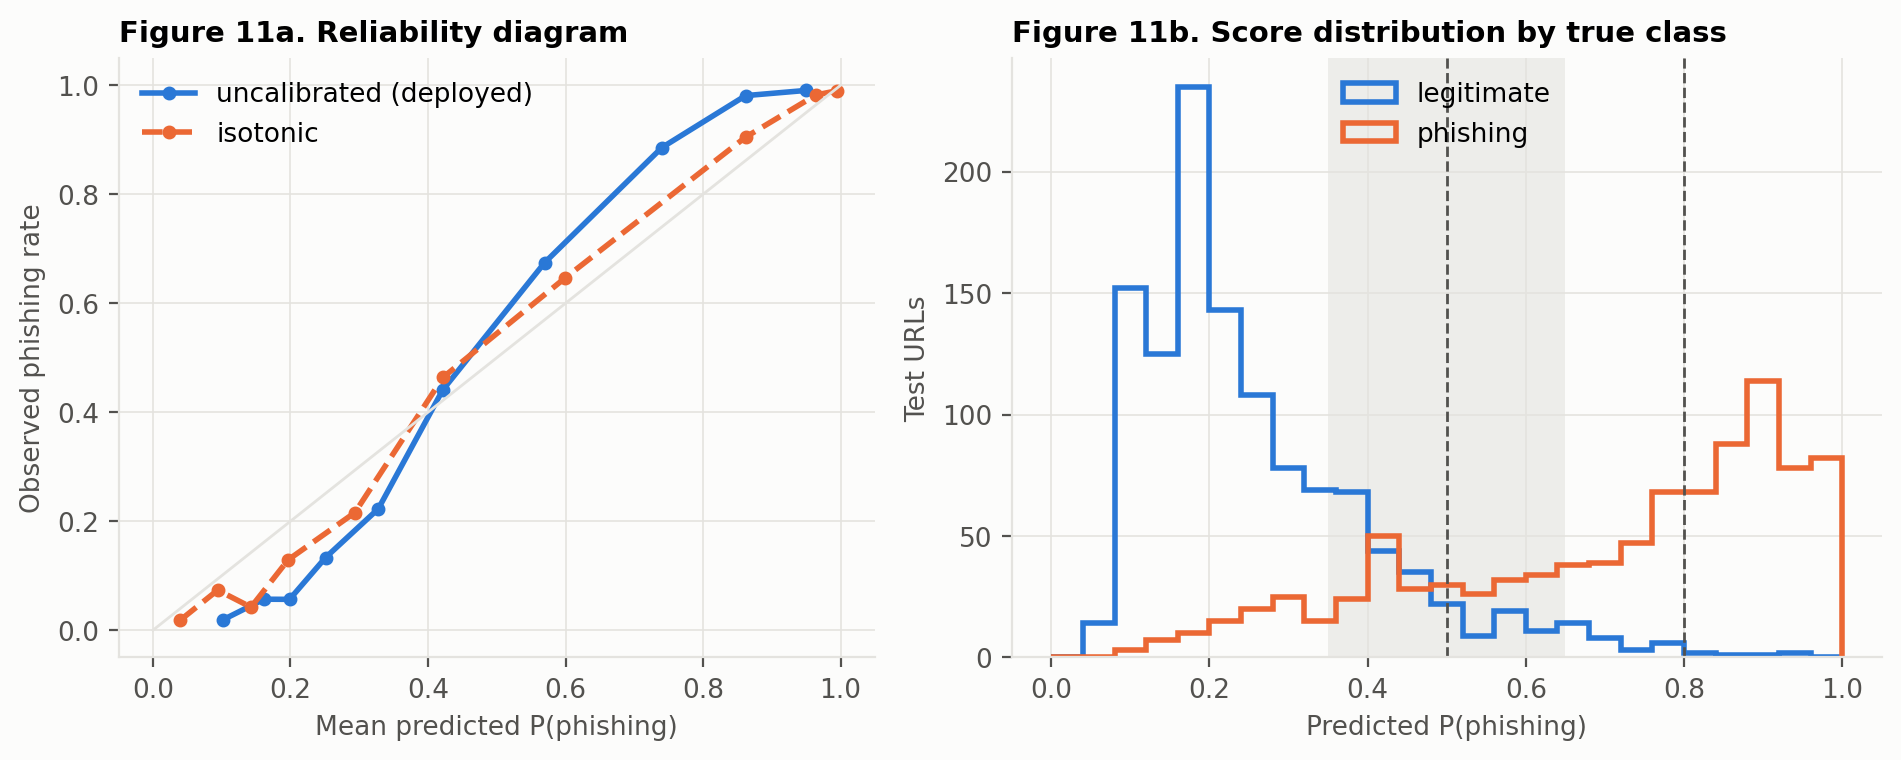 Figure 11a. Reliability diagram
uncalibrated (deployed)
isotonic
1.0
0.8
0.6
0.4
0.2
0.0
Observed phishing rate
0.0 0.2 0.4 0.6 0.8 1.0
Mean predicted P(phishing)
Figure 11b. Score distribution by true class
legitimate
phishing
200
150
100
50
0
Test URLs
0.0 0.2 0.4 0.6 0.8 1.0
Predicted P(phishing)